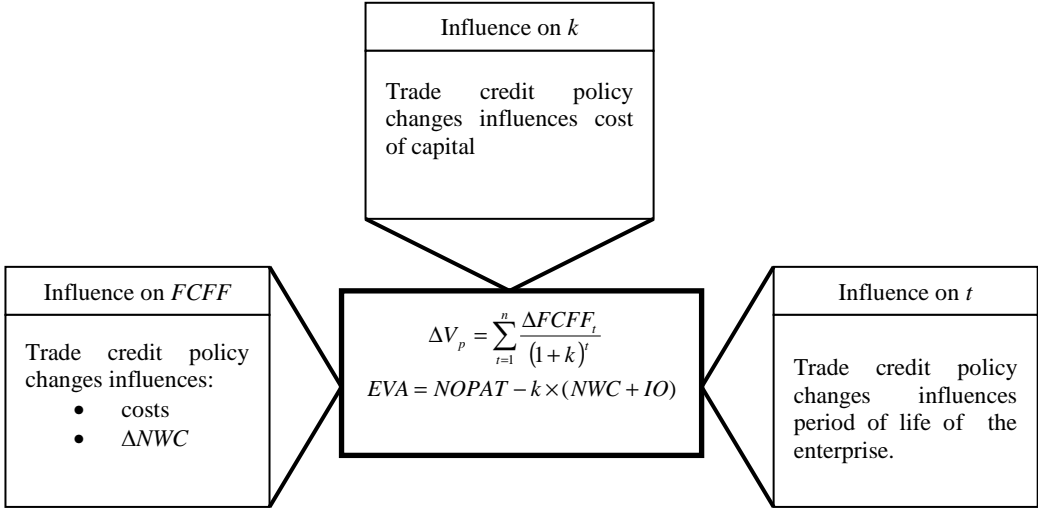 Influence on k
Trade credit policy
changes influences cost
of capital
Influence on FCFF
Trade credit policy
changes influences:
• costs
• ΔNWC
ΔV_p = \sum_{t=1}^{n} \frac{ΔFCFF_t}{(1+k)^t}
EVA = NOPAT − k × (NWC + IO)
Influence on t
Trade credit policy
changes influences
period of life of the
enterprise.